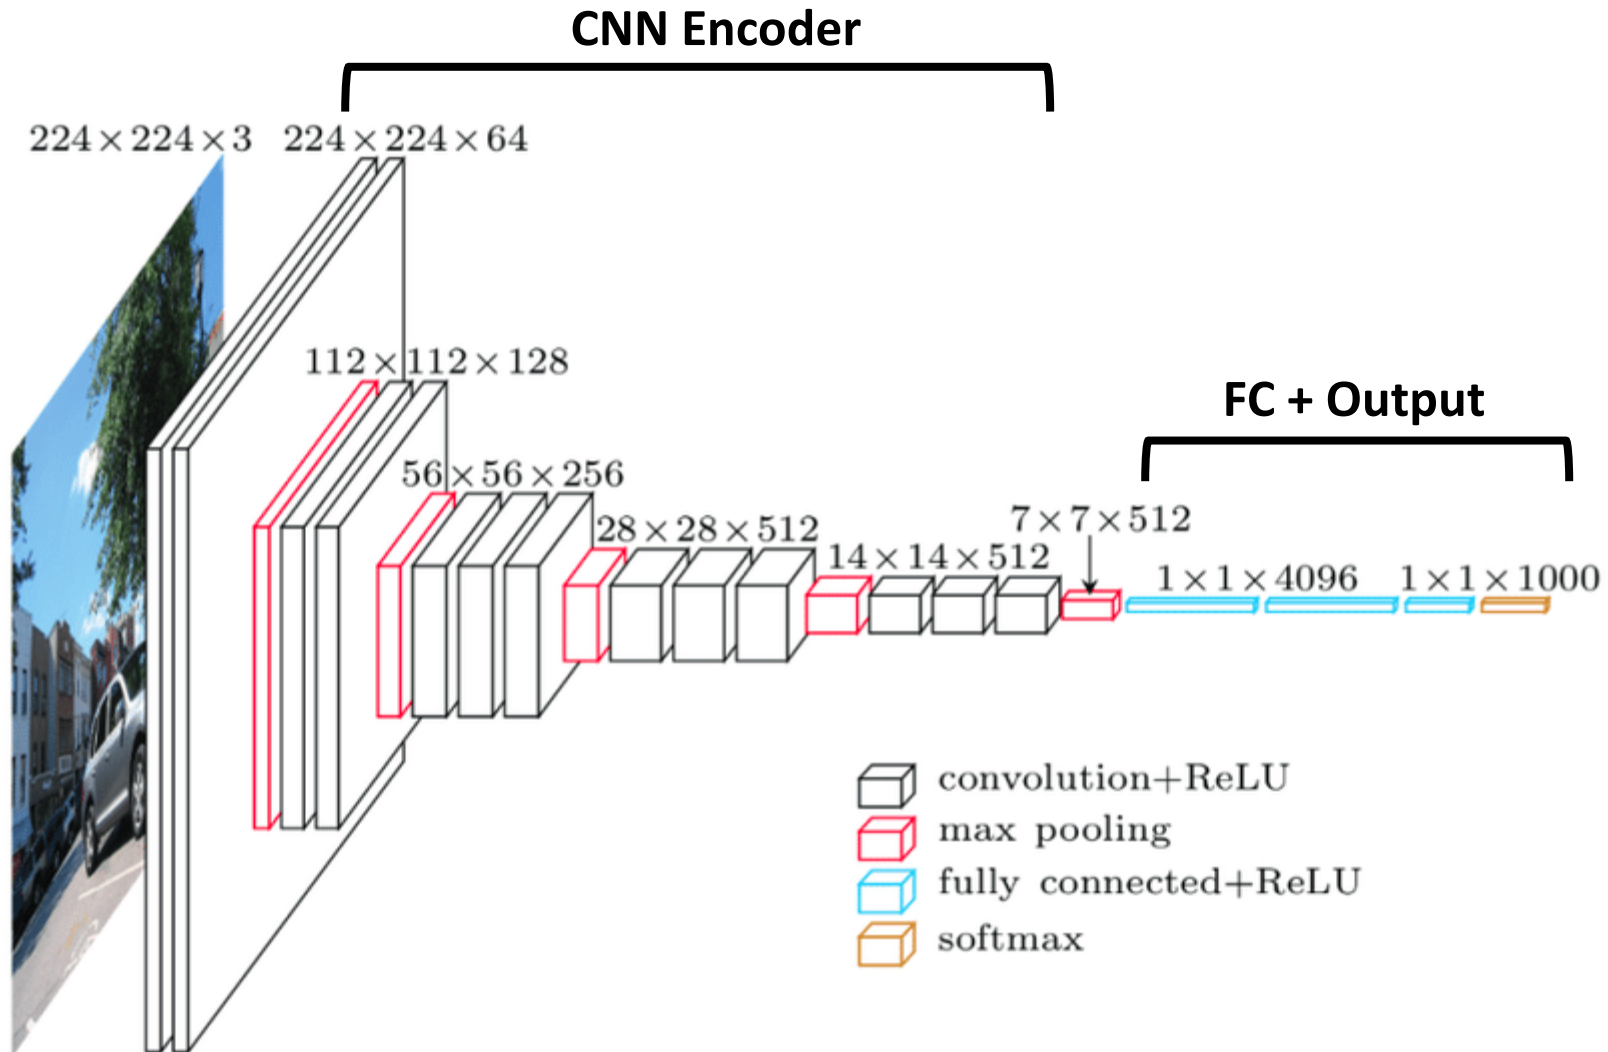 CNN Encoder
224×224×3
224×224×64
112×112×128
56×56×256
28×28×512
14×14×512
7×7×512
FC + Output
1×1×4096
1×1×1000
convolution+ReLU
max pooling
fully connected+ReLU
softmax